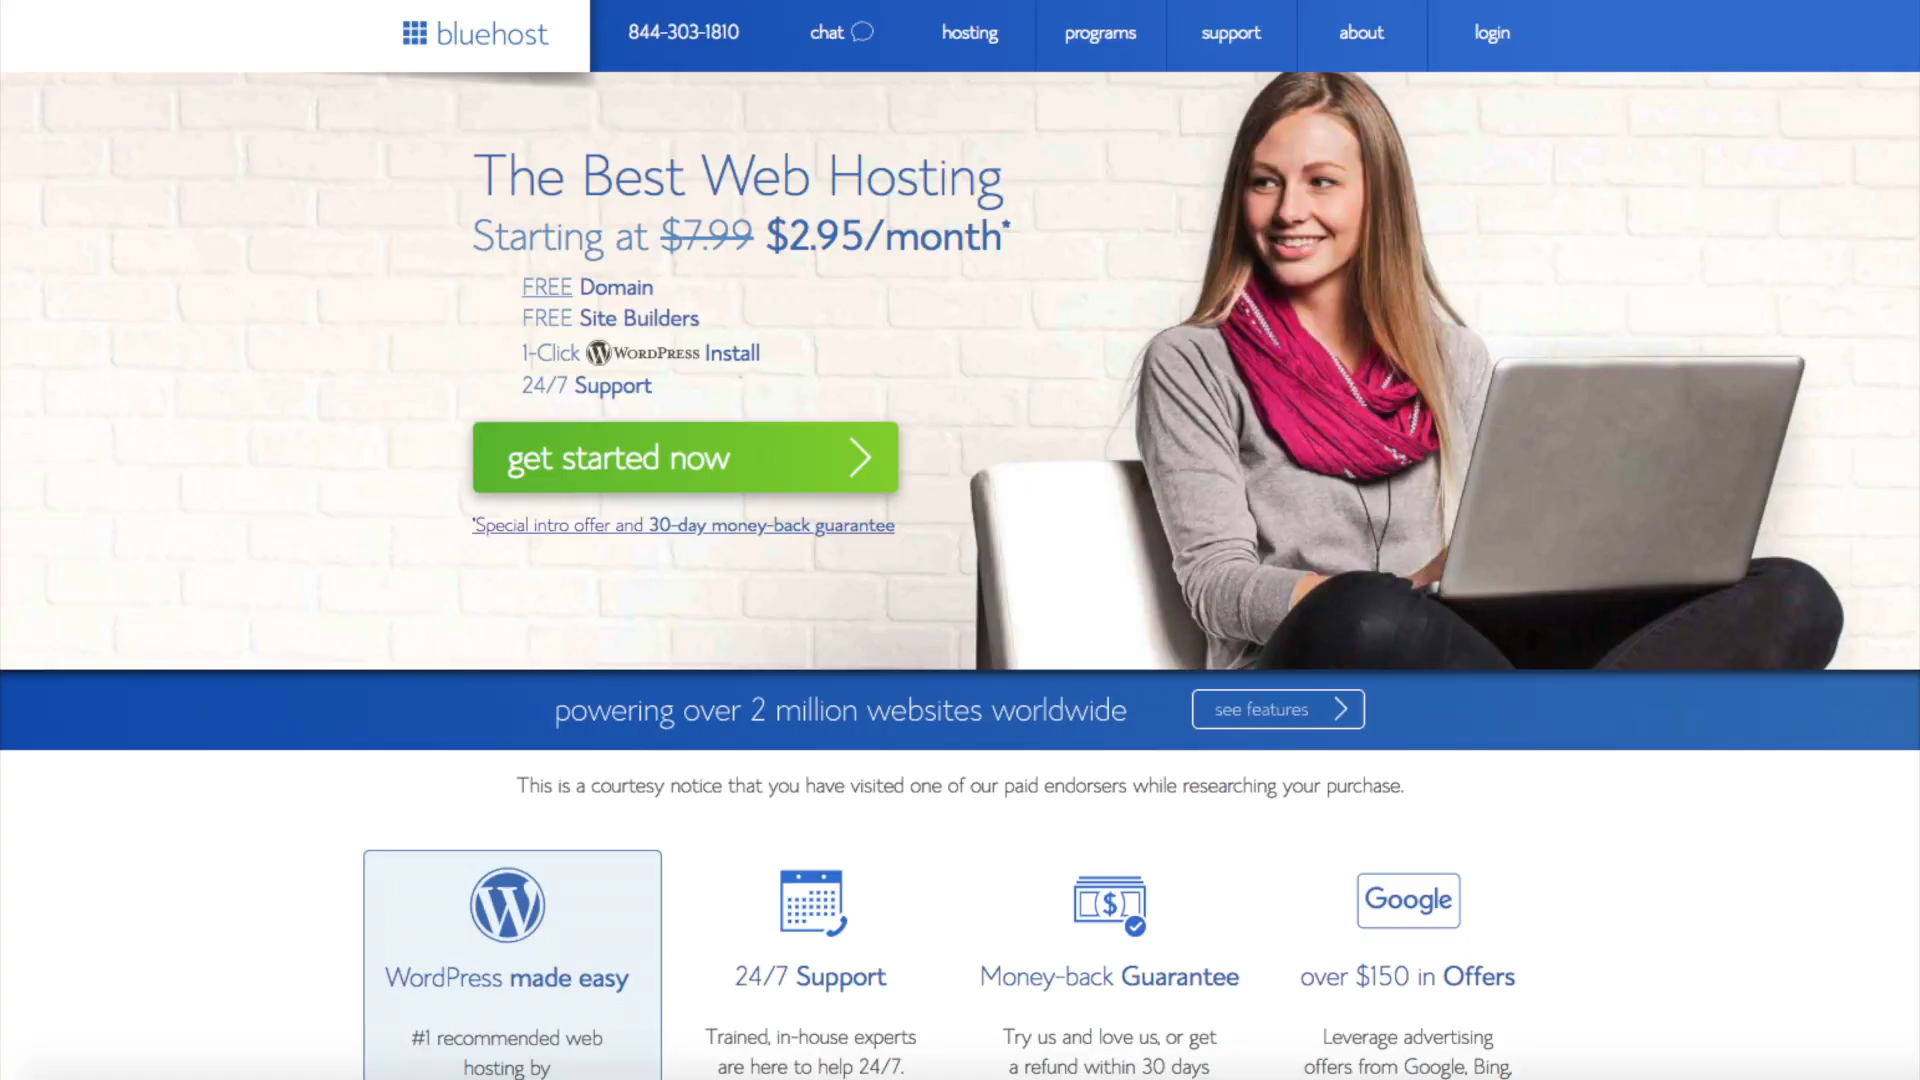 bluehost
844-303-1810
chat
hosting
programs
support
about
login
The Best Web Hosting
Starting at $7.99 $2.95/month*
FREE Domain
FREE Site Builders
1-Click WORDPRESS Install
24/7 Support
get started now
*Special intro offer and 30-day money-back guarantee
powering over 2 million websites worldwide
see features
This is a courtesy notice that you have visited one of our paid endorsers while researching your purchase.
WordPress made easy
#1 recommended web
hosting by
24/7 Support
Trained, in-house experts
are here to help 24/7.
Money-back Guarantee
Try us and love us, or get
a refund within 30 days
Google
over $150 in Offers
Leverage advertising
offers from Google, Bing,